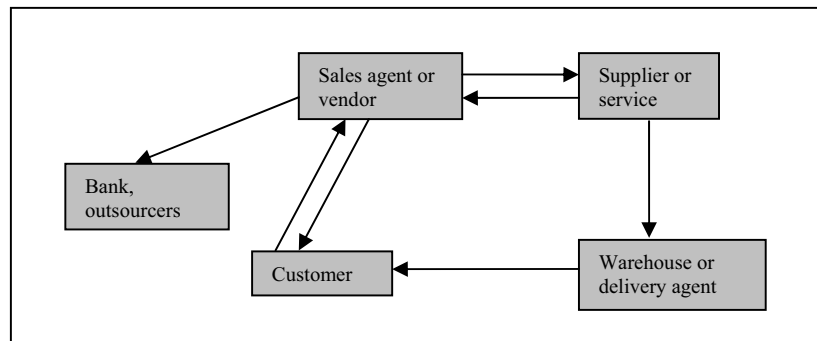 Sales agent or
vendor
Supplier or
service
Bank,
outsourcers
Customer
Warehouse or
delivery agent